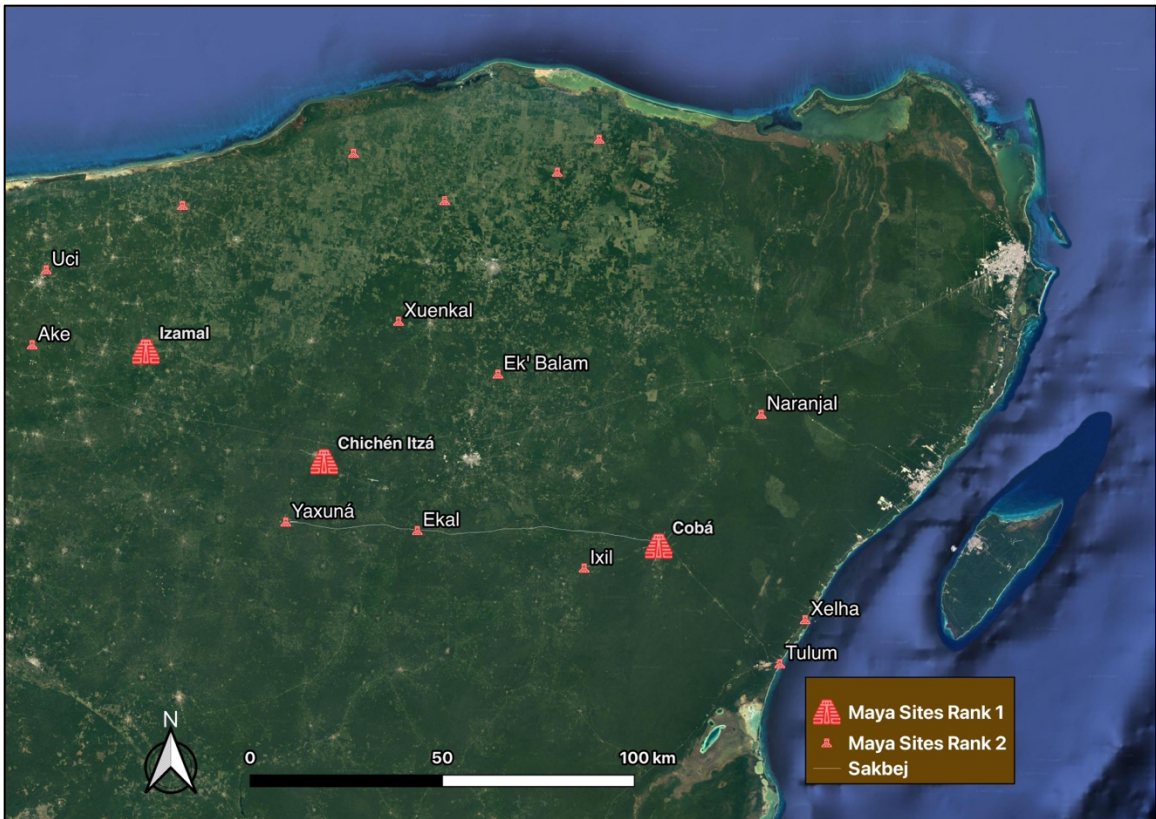 Uci
Xuenkal
Ake
Izamal
Ek' Balam
Naranjal
Chichén Itzá
Yaxuná
Ekal
Cobá
Ixil
Xelha
Tulum
N
0 50 100 km
Maya Sites Rank 1
Maya Sites Rank 2
Sakbej